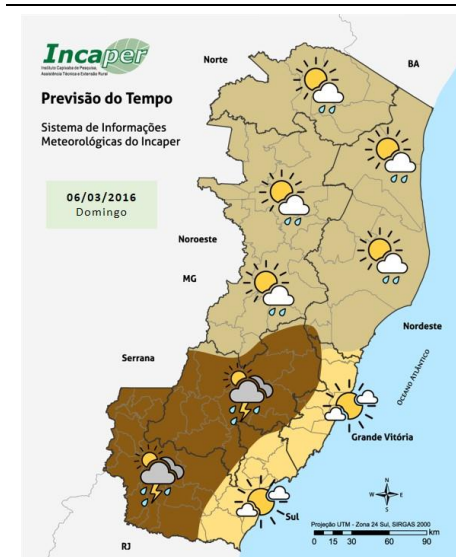 Incaper
Instituto Capixaba de Pesquisa,
Assistência Técnica e Extensão Rural
Previsão do Tempo
Sistema de Informações
Meteorológicas do Incaper
06/03/2016
Domingo
Norte
BA
Noroeste
MG
Nordeste
Serrana
OCEANO ATLÂNTICO
Grande Vitória
Sul
RJ
N
W E
S
Projeção UTM - Zona 24 Sul, SIRGAS 2000
0 15 30 60 90
km